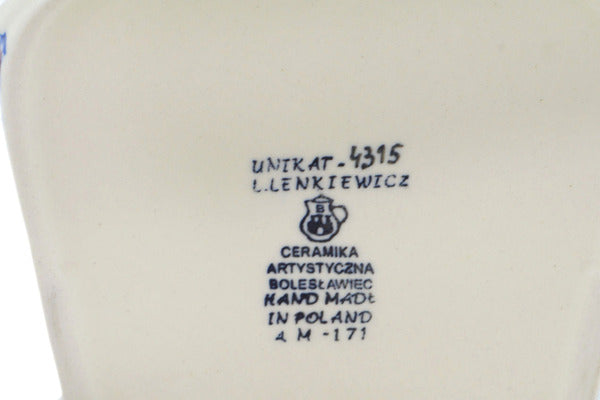 UNIKAT - 4315
L.LENKIEWICZ
B
CERAMIKA
ARTYSTYCZNA
BOLESŁAWIEC
HAND MADE
IN POLAND
A M - 171